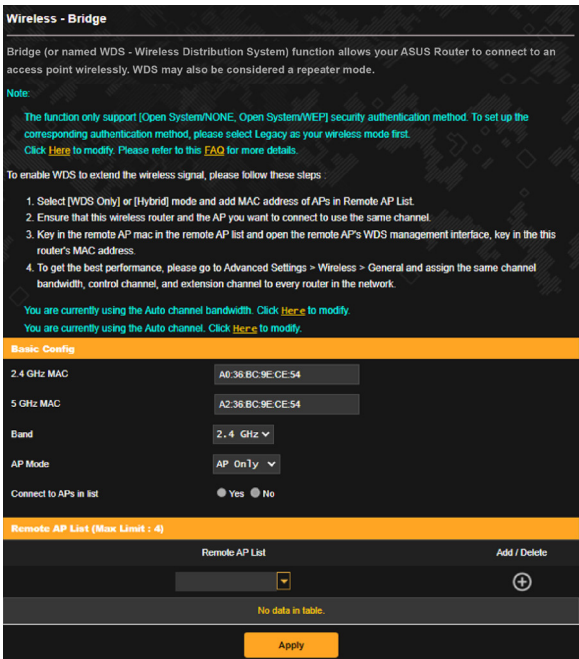 Wireless - Bridge
Bridge (or named WDS - Wireless Distribution System) function allows your ASUS Router to connect to an
access point wirelessly. WDS may also be considered a repeater mode.
Note:
The function only support [Open System/NONE, Open System/WEP] security authentication method. To set up the
corresponding authentication method, please select Legacy as your wireless mode first.
Click Here to modify. Please refer to this FAQ for more details.
To enable WDS to extend the wireless signal, please follow these steps :
1. Select [WDS Only] or [Hybrid] mode and add MAC address of APs in Remote AP List.
2. Ensure that this wireless router and the AP you want to connect to use the same channel.
3. Key in the remote AP mac in the remote AP list and open the remote AP's WDS management interface, key in the this
router's MAC address.
4. To get the best performance, please go to Advanced Settings > Wireless > General and assign the same channel
bandwidth, control channel, and extension channel to every router in the network.
You are currently using the Auto channel bandwidth. Click Here to modify.
You are currently using the Auto channel. Click Here to modify.
Basic Config
2.4 GHz MAC A0:36:BC:9E:CE:54
5 GHz MAC A2:36:BC:9E:CE:54
Band 2.4 GHz
AP Mode AP Only
Connect to APs in list Yes No
Remote AP List (Max Limit : 4)
Remote AP List Add / Delete
No data in table.
Apply